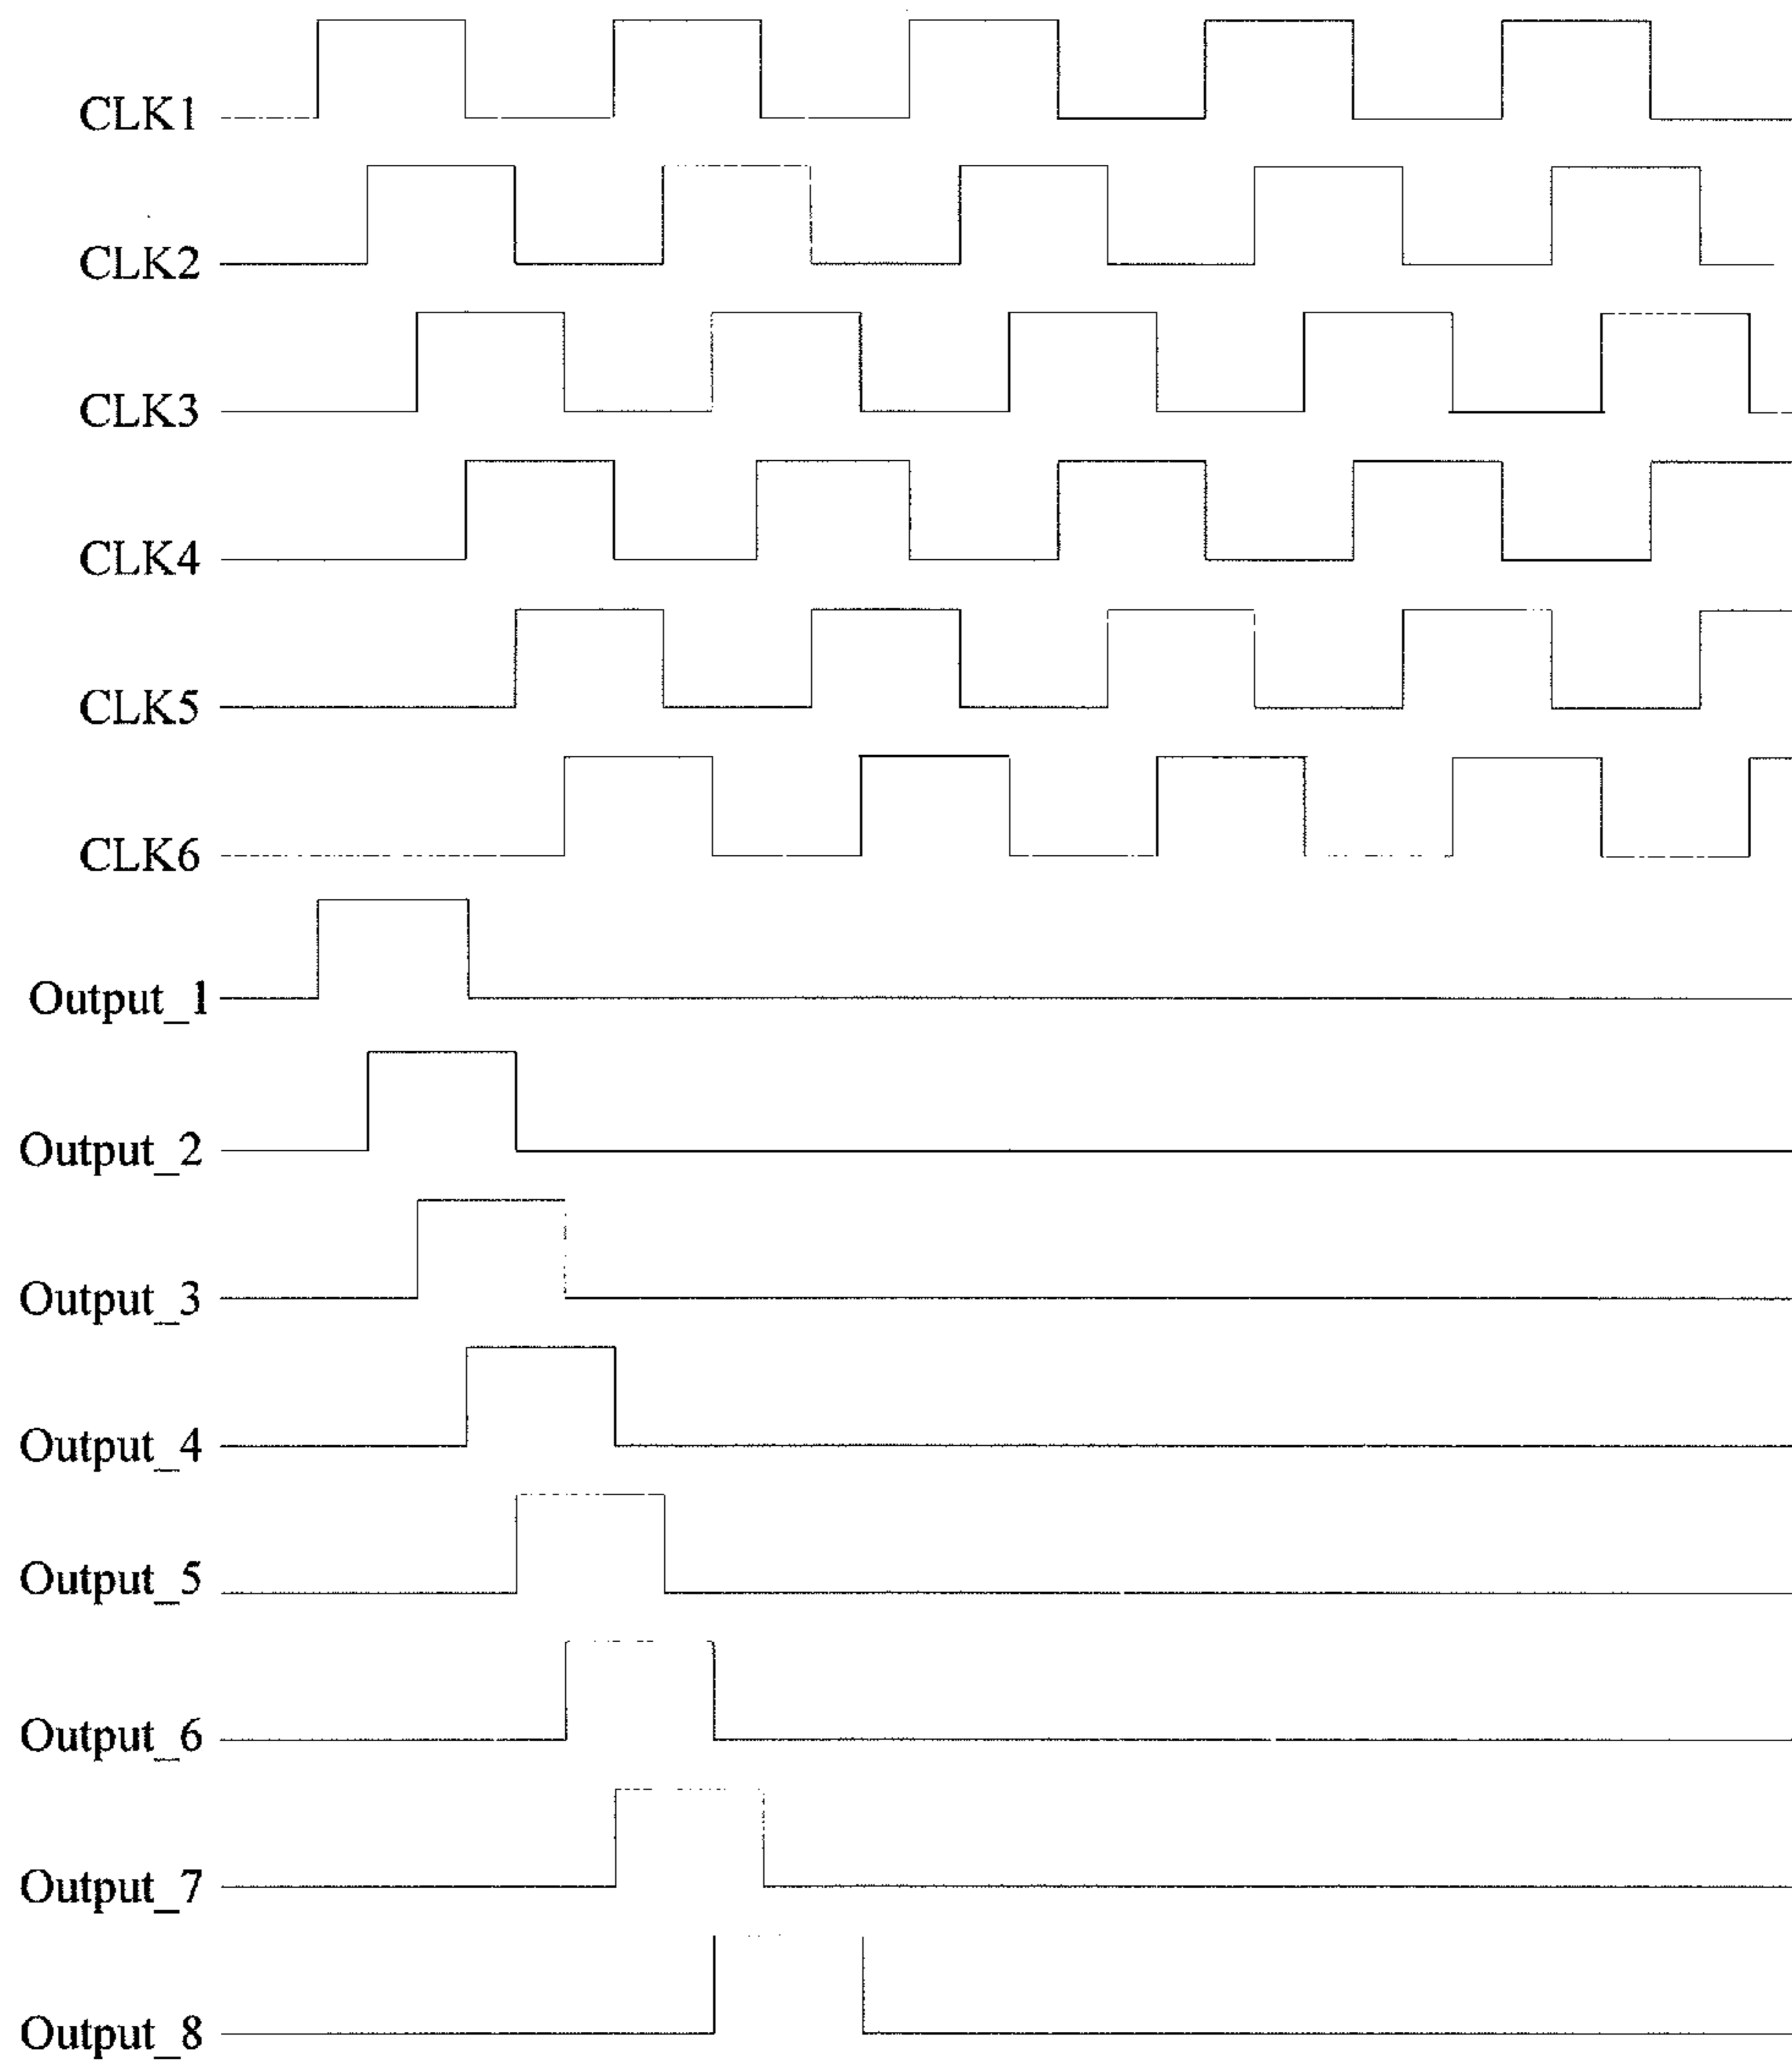 CLK1
CLK2
CLK3
CLK4
CLK5
CLK6
Output_1
Output_2
Output_3
Output_4
Output_5
Output_6
Output_7
Output_8